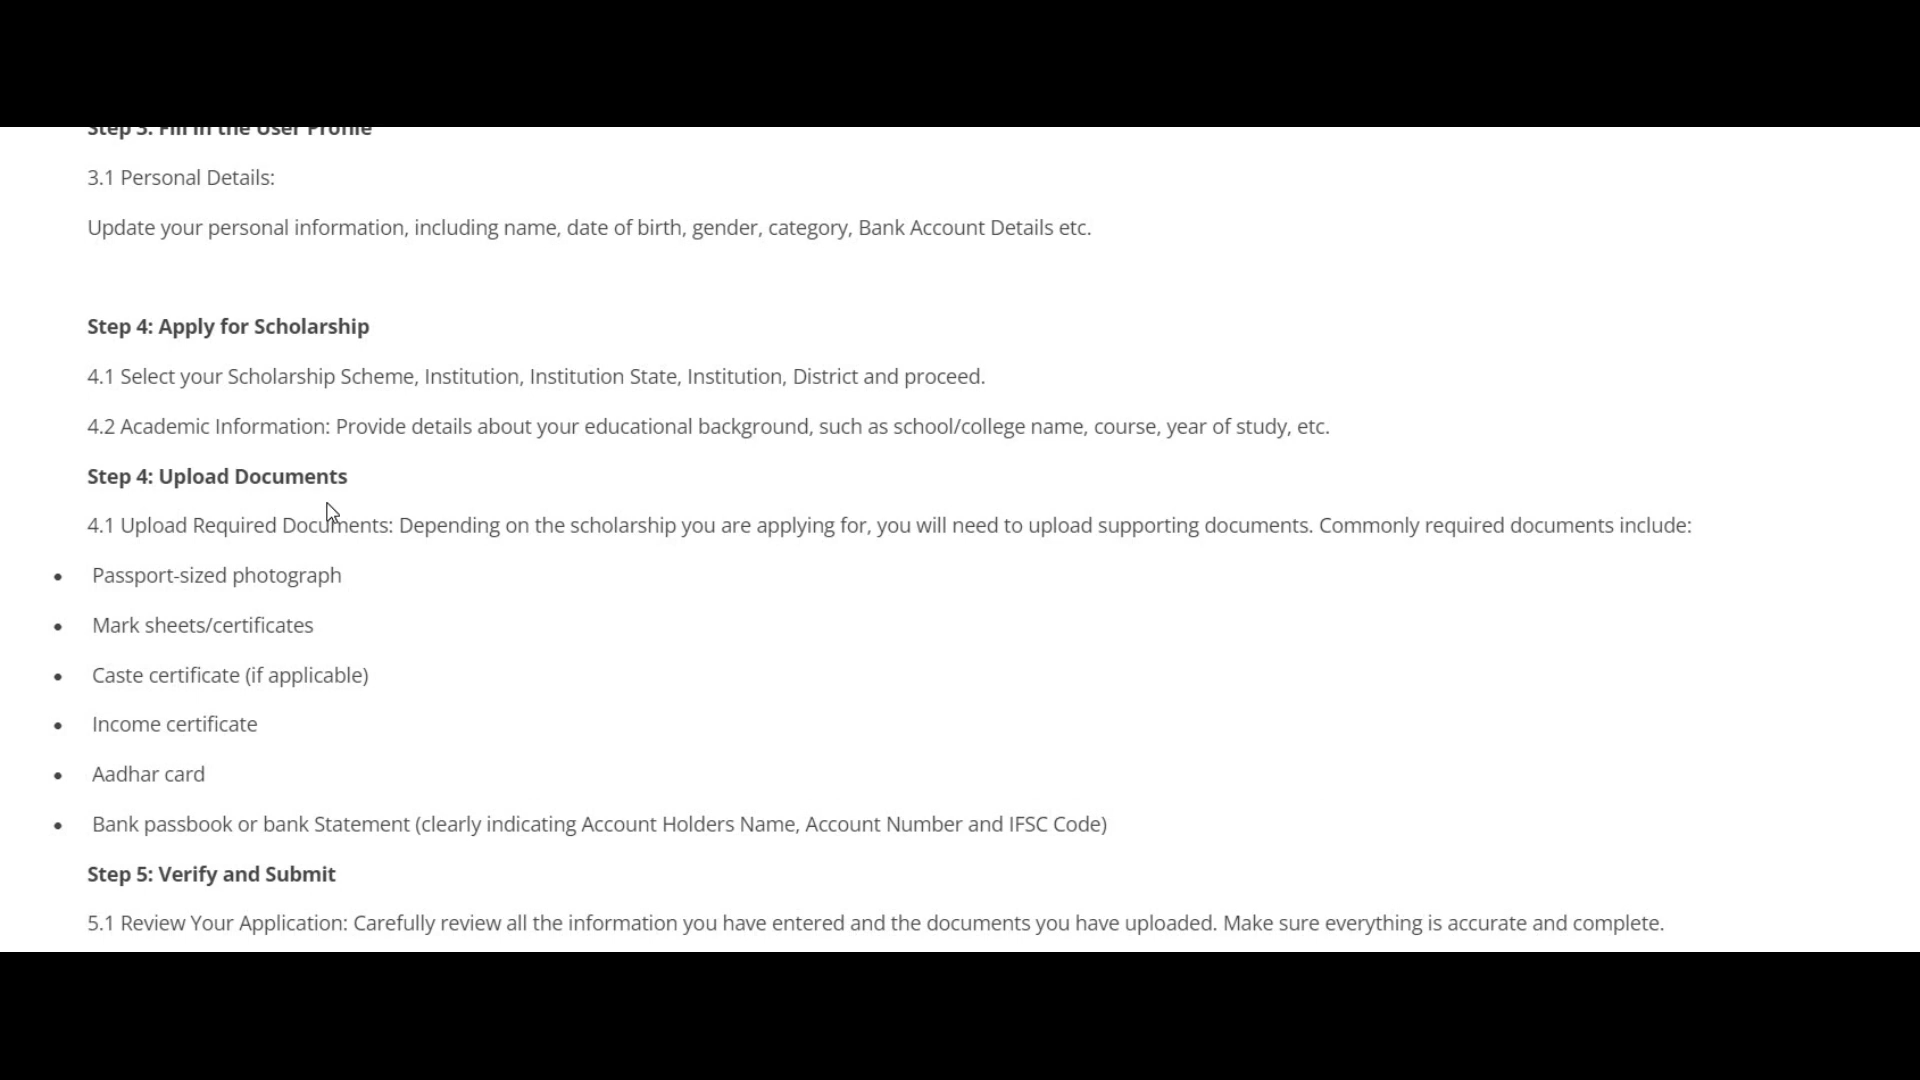 Step 3: Fill in the User Profile
3.1 Personal Details:
Update your personal information, including name, date of birth, gender, category, Bank Account Details etc.
Step 4: Apply for Scholarship
4.1 Select your Scholarship Scheme, Institution, Institution State, Institution, District and proceed.
4.2 Academic Information: Provide details about your educational background, such as school/college name, course, year of study, etc.
Step 4: Upload Documents
4.1 Upload Required Documents: Depending on the scholarship you are applying for, you will need to upload supporting documents. Commonly required documents include:
• Passport-sized photograph
• Mark sheets/certificates
• Caste certificate (if applicable)
• Income certificate
• Aadhar card
• Bank passbook or bank Statement (clearly indicating Account Holders Name, Account Number and IFSC Code)
Step 5: Verify and Submit
5.1 Review Your Application: Carefully review all the information you have entered and the documents you have uploaded. Make sure everything is accurate and complete.